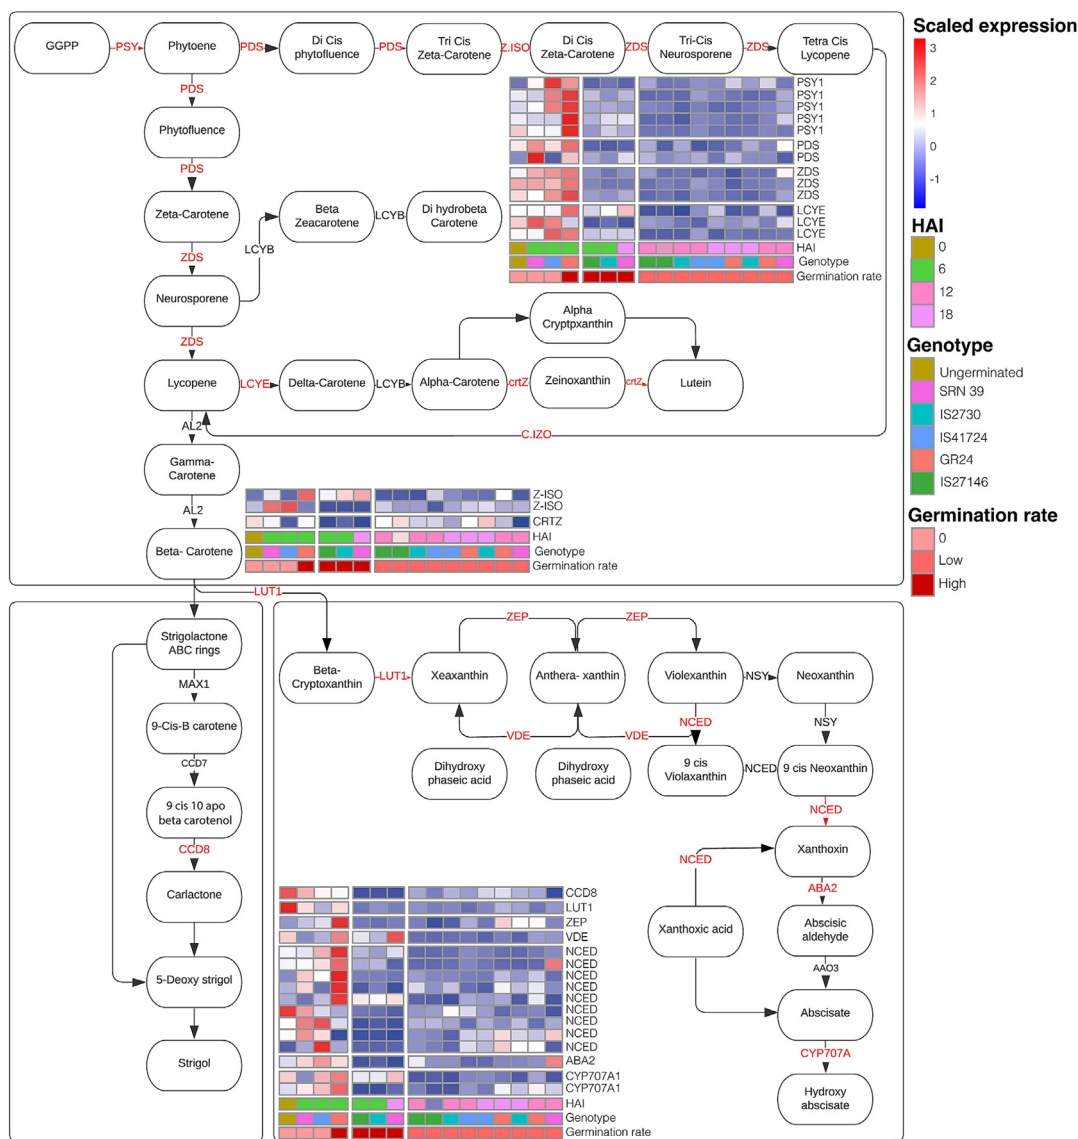 GGPP
PSY
Phytoene
PDS
Di Cis
phytofluence
PDS
Tri Cis
Zeta-Carotene
Z.ISO
Di Cis
Zeta-Carotene
ZDS
Tri-Cis
Neurosporene
ZDS
Tetra Cis
Lycopene
PDS
Phytofluence
PDS
Zeta-Carotene
Beta
Zeacarotene
LCYB
Di hydrobeta
Carotene
LCYB
ZDS
Neurosporene
ZDS
Lycopene
LCYE
Delta-Carotene
LCYB
Alpha-Carotene
crtZ
Zeinoxanthin
crtZ
Lutein
Alpha
Cryptpxanthin
C.IZO
AL2
Gamma-
Carotene
AL2
Beta- Carotene
PSY1
PSY1
PSY1
PSY1
PSY1
PDS
PDS
ZDS
ZDS
ZDS
LCYE
LCYE
LCYE
HAI
Genotype
Germination rate
Z-ISO
Z-ISO
CRTZ
HAI
Genotype
Germination rate
LUT1
Strigolactone
ABC rings
MAX1
9-Cis-B carotene
CCD7
9 cis 10 apo
beta carotenol
CCD8
Carlactone
5-Deoxy strigol
Strigol
Beta-
Cryptoxanthin
LUT1
Xeaxanthin
ZEP
Anthera- xanthin
ZEP
Violexanthin
NSY
Neoxanthin
VDE
VDE
NCED
NSY
Dihydroxy
phaseic acid
Dihydroxy
phaseic acid
9 cis
Violaxanthin
NCED
9 cis Neoxanthin
NCED
Xanthoxin
NCED
ABA2
Xanthoxic acid
Abscisic
aldehyde
AAO3
Abscisate
CYP707A
Hydroxy
abscisate
CCD8
LUT1
ZEP
VDE
NCED
NCED
NCED
NCED
NCED
NCED
NCED
NCED
NCED
ABA2
CYP707A1
CYP707A1
HAI
Genotype
Germination rate
Scaled expression
3
2
1
0
-1
HAI
0
6
12
18
Genotype
Ungerminated
SRN 39
IS2730
IS41724
GR24
IS27146
Germination rate
0
Low
High